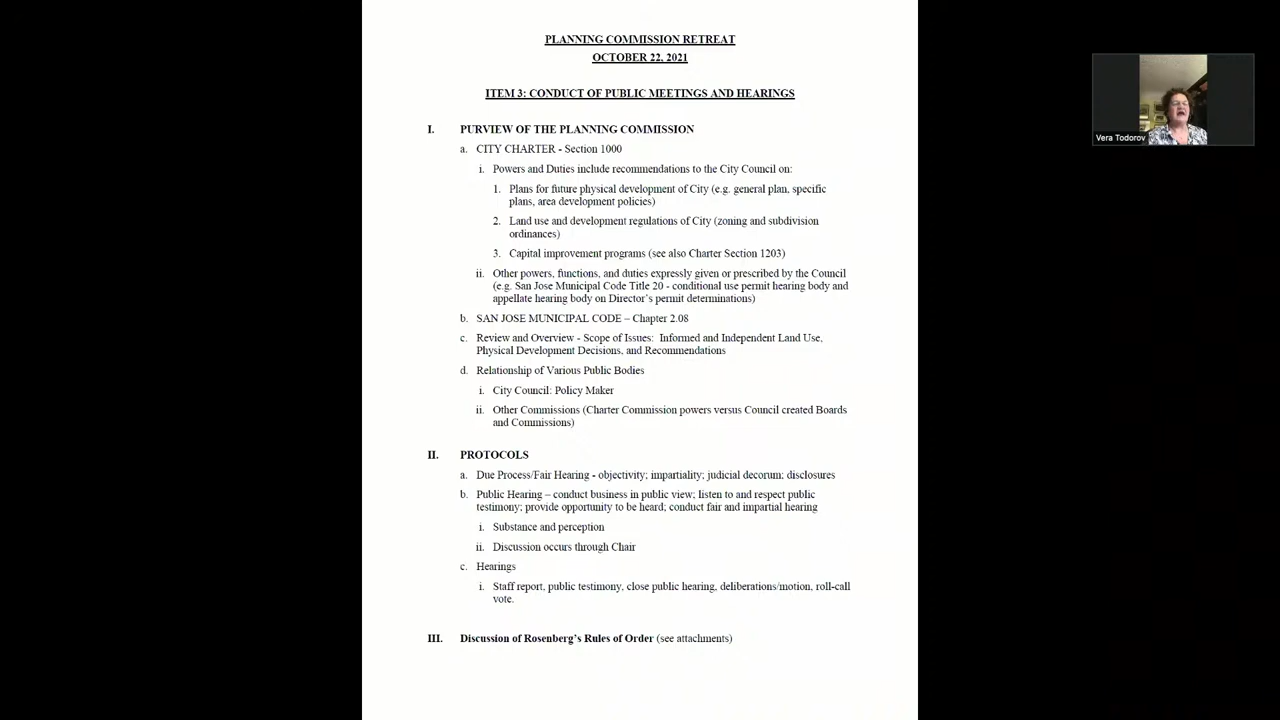 PLANNING COMMISSION RETREAT
OCTOBER 22, 2021
ITEM 3: CONDUCT OF PUBLIC MEETINGS AND HEARINGS
I. PURVIEW OF THE PLANNING COMMISSION
a. CITY CHARTER - Section 1000
i. Powers and Duties include recommendations to the City Council on:
1. Plans for future physical development of City (e.g. general plan, specific
plans, area development policies)
2. Land use and development regulations of City (zoning and subdivision
ordinances)
3. Capital improvement programs (see also Charter Section 1203)
ii. Other powers, functions, and duties expressly given or prescribed by the Council
(e.g. San Jose Municipal Code Title 20 - conditional use permit hearing body and
appellate hearing body on Director's permit determinations)
b. SAN JOSE MUNICIPAL CODE – Chapter 2.08
c. Review and Overview - Scope of Issues: Informed and Independent Land Use,
Physical Development Decisions, and Recommendations
d. Relationship of Various Public Bodies
i. City Council: Policy Maker
ii. Other Commissions (Charter Commission powers versus Council created Boards
and Commissions)
II. PROTOCOLS
a. Due Process/Fair Hearing - objectivity; impartiality; judicial decorum; disclosures
b. Public Hearing – conduct business in public view; listen to and respect public
testimony; provide opportunity to be heard; conduct fair and impartial hearing
i. Substance and perception
ii. Discussion occurs through Chair
c. Hearings
i. Staff report, public testimony, close public hearing, deliberations/motion, roll-call
vote.
III. Discussion of Rosenberg's Rules of Order (see attachments)
Vera Todorov